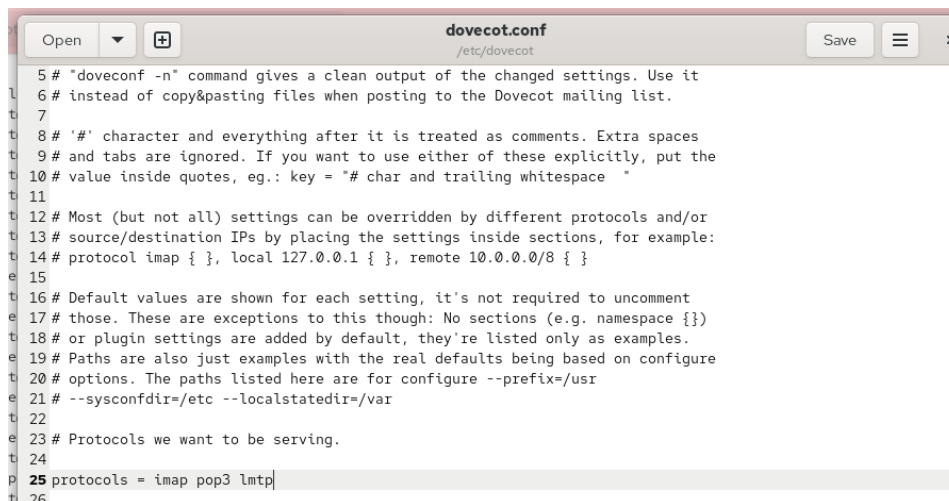 Open
dovecot.conf
/etc/dovecot
Save
5 # "doveconf -n" command gives a clean output of the changed settings. Use it
6 # instead of copy&pasting files when posting to the Dovecot mailing list.
7
8 # '#' character and everything after it is treated as comments. Extra spaces
9 # and tabs are ignored. If you want to use either of these explicitly, put the
10 # value inside quotes, eg.: key = "# char and trailing whitespace  "
11
12 # Most (but not all) settings can be overridden by different protocols and/or
13 # source/destination IPs by placing the settings inside sections, for example:
14 # protocol imap { }, local 127.0.0.1 { }, remote 10.0.0.0/8 { }
15
16 # Default values are shown for each setting, it's not required to uncomment
17 # those. These are exceptions to this though: No sections (e.g. namespace {})
18 # or plugin settings are added by default, they're listed only as examples.
19 # Paths are also just examples with the real defaults being based on configure
20 # options. The paths listed here are for configure --prefix=/usr
21 # --sysconfdir=/etc --localstatedir=/var
22
23 # Protocols we want to be serving.
24
25 protocols = imap pop3 lmtp
26